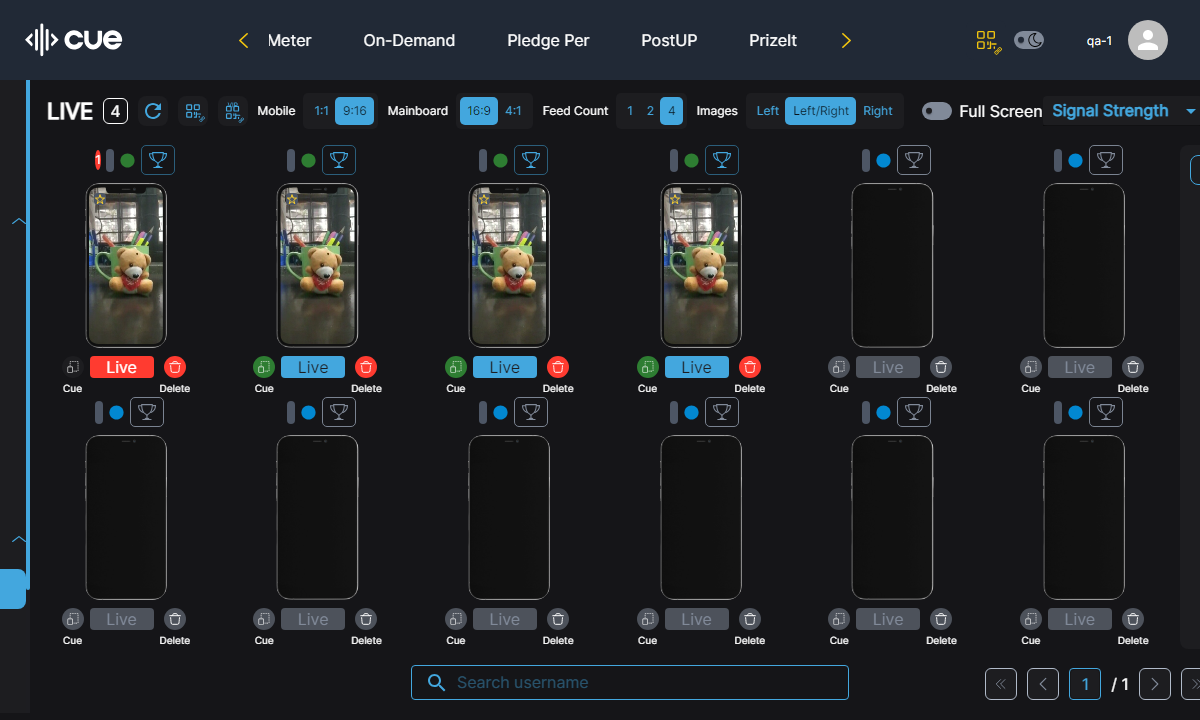 cue
Meter On-Demand Pledge Per PostUP PrizeIt
qa-1
LIVE 4 Mobile 1:1 9:16 Mainboard 16:9 4:1 Feed Count 1 2 4 Images Left Left/Right Right Full Screen Signal Strength
1
Live Live Live Live Live Live
Cue Delete Cue Delete Cue Delete Cue Delete Cue Delete Cue Delete
Live Live Live Live Live Live
Cue Delete Cue Delete Cue Delete Cue Delete Cue Delete Cue Delete
Search username
1 / 1